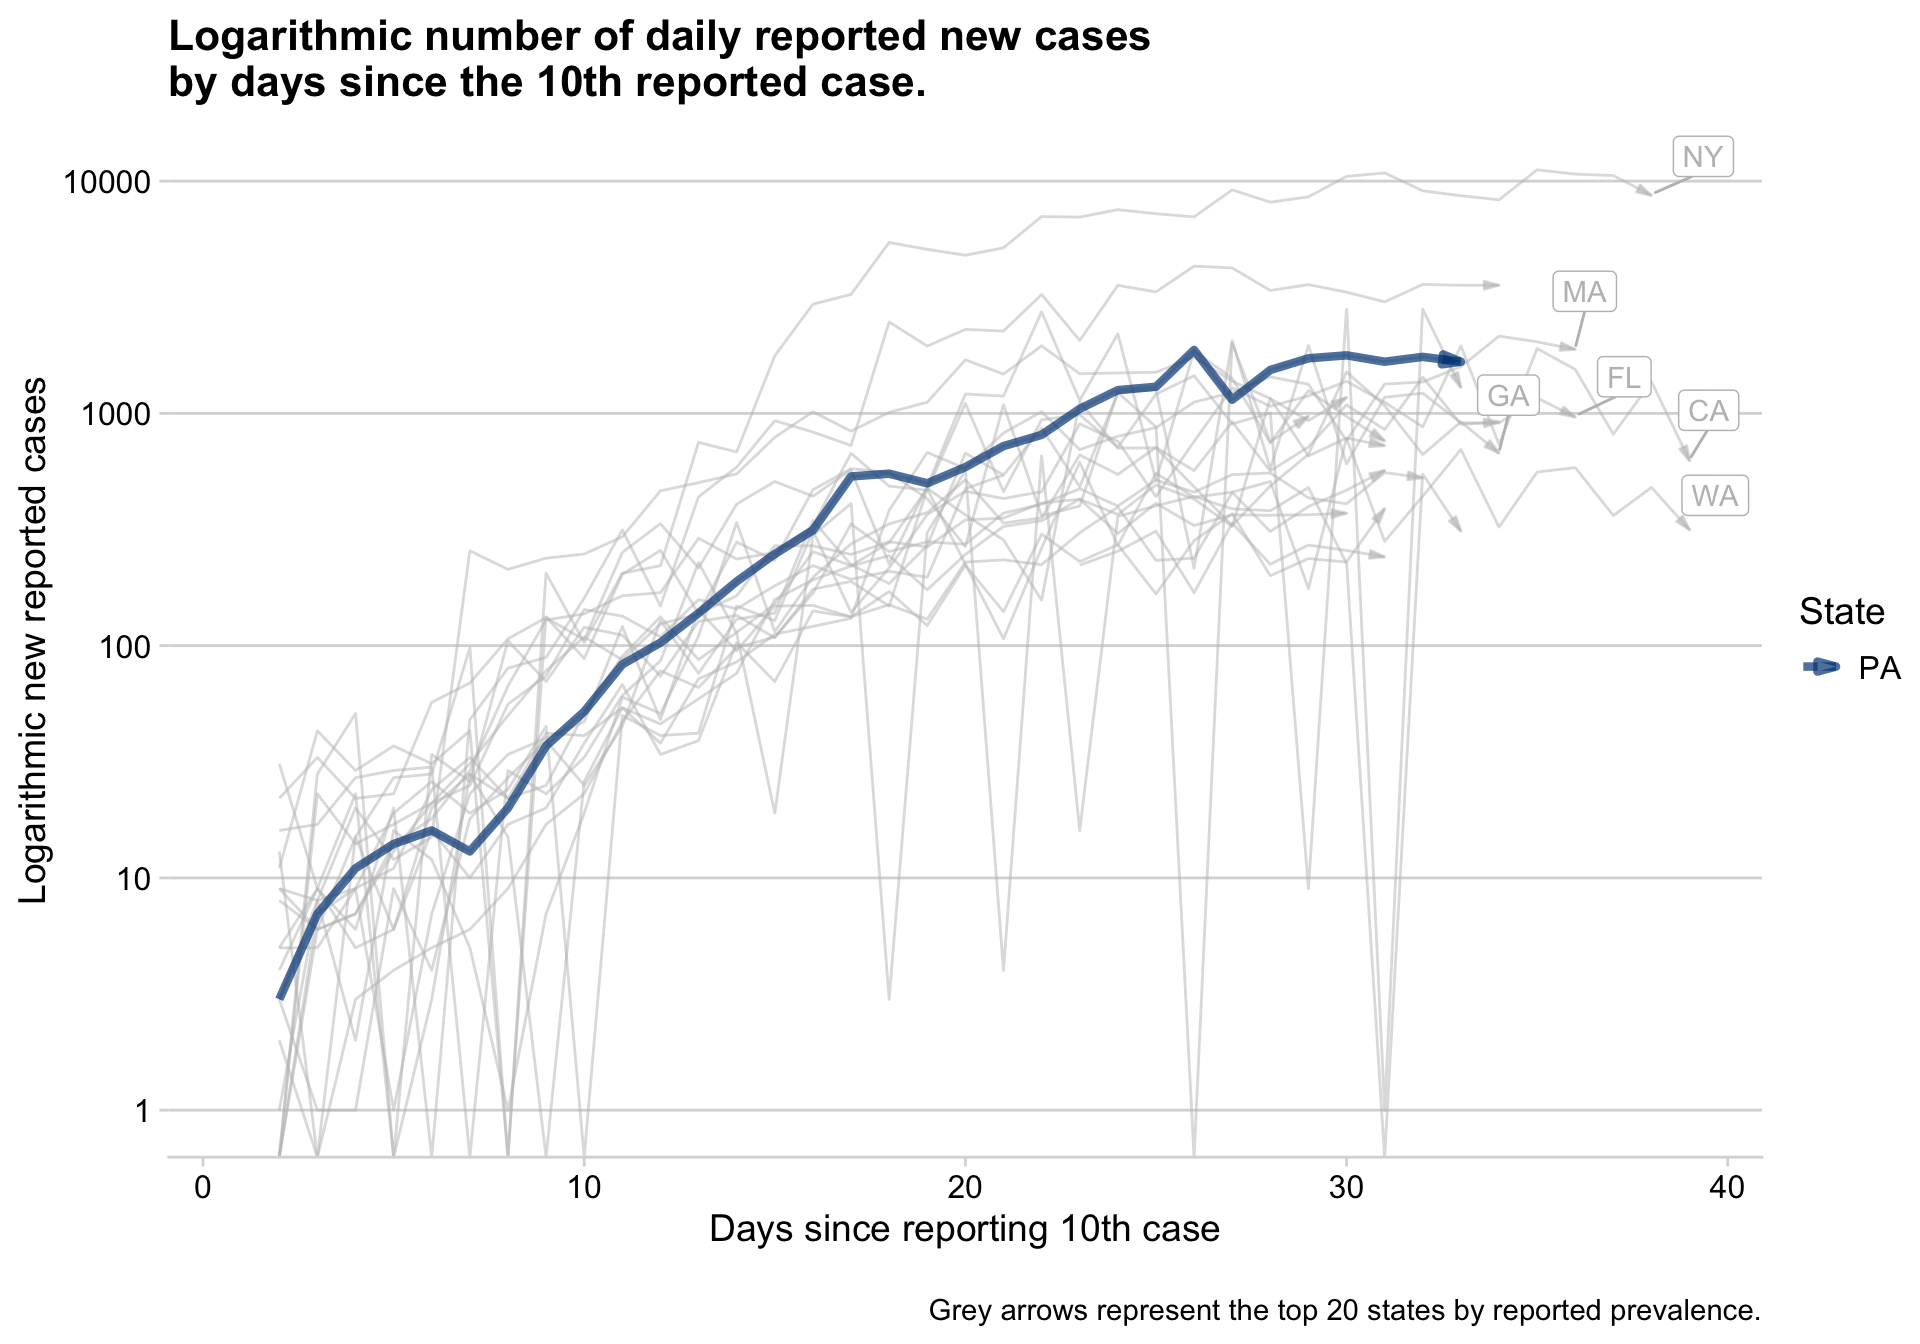 Logarithmic number of daily reported new cases
by days since the 10th reported case.
Logarithmic new reported cases
10000
1000
100
10
1
NY
MA
FL
GA
CA
WA
State
PA
0 10 20 30 40
Days since reporting 10th case
Grey arrows represent the top 20 states by reported prevalence.